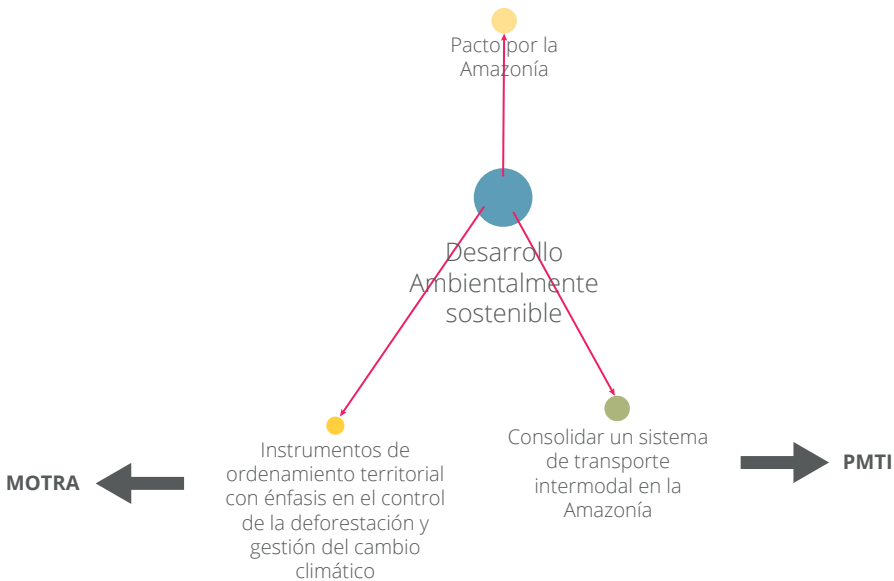 Pacto por la
Amazonía
Desarrollo
Ambientalmente
sostenible
Instrumentos de
ordenamiento territorial
con énfasis en el control
de la deforestación y
gestión del cambio
climático
Consolidar un sistema
de transporte
intermodal en la
Amazonía
MOTRA
PMTI